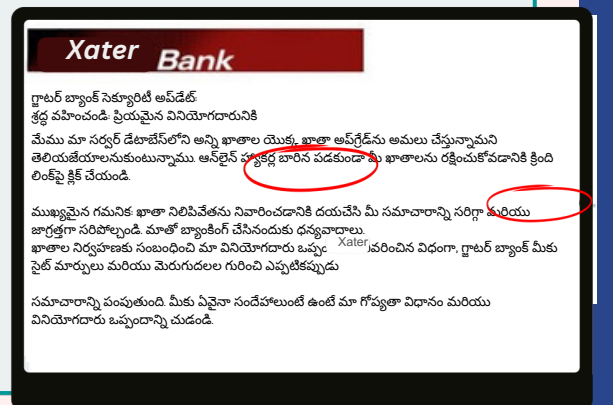 Xater Bank
గ్జాటర్ బ్యాంక్ సెక్యూరిటీ అప్‌డేట్:
శ్రద్ధ వహించండి: ప్రియమైన వినియోగదారునికి
మేము మా సర్వర్ డేటాబేస్‌లోని అన్ని ఖాతాల యొక్క ఖాతా అప్‌గ్రేడ్‌ను అమలు చేస్తున్నామని
తెలియజేయాలనుకుంటున్నాము. ఆన్‌లైన్ హ్యాకర్ల బారిన పడకుండా మీ ఖాతాలను రక్షించుకోవడానికి క్రింది
లింక్‌పై క్లిక్ చేయండి.
ముఖ్యమైన గమనిక: ఖాతా నిలిపివేతను నివారించడానికి దయచేసి మీ సమాచారాన్ని సరిగ్గా మరియు
జాగ్రత్తగా సరిపోల్చండి. మాతో బ్యాంకింగ్ చేసినందుకు ధన్యవాదాలు.
ఖాతాల నిర్వహణకు సంబంధించి మా వినియోగదారు Xater విధంగా, గ్జాటర్ బ్యాంక్ మీకు
సైట్ మార్పులు మరియు మెరుగుదలల గురించి ఎప్పటికప్పుడు
సమాచారాన్ని పంపుతుంది. మీకు ఏవైనా సందేహాలుంటే ఉంటే మా గోప్యతా విధానం మరియు
వినియోగదారు ఒప్పందాన్ని చుడండి.